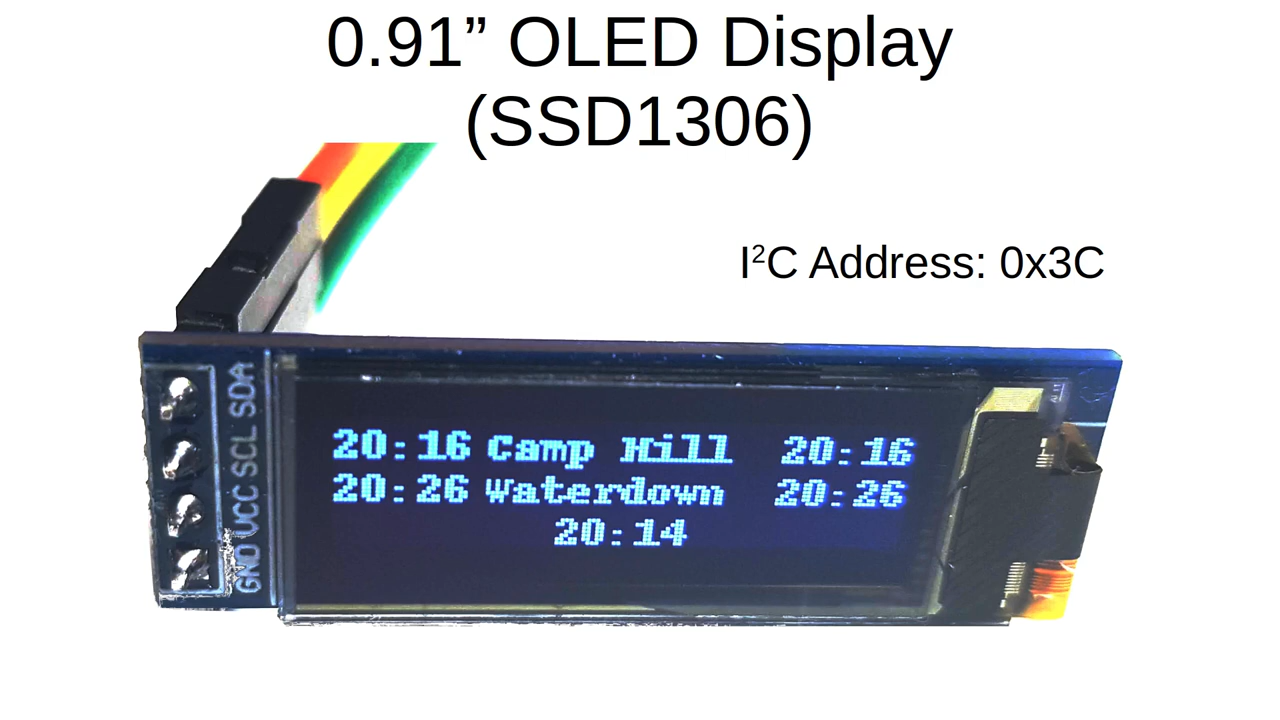 0.91” OLED Display
(SSD1306)
I²C Address: 0x3C
GND VCC SCL SDA
20:16 Camp Hill 20:16
20:26 Waterdown 20:26
20:14